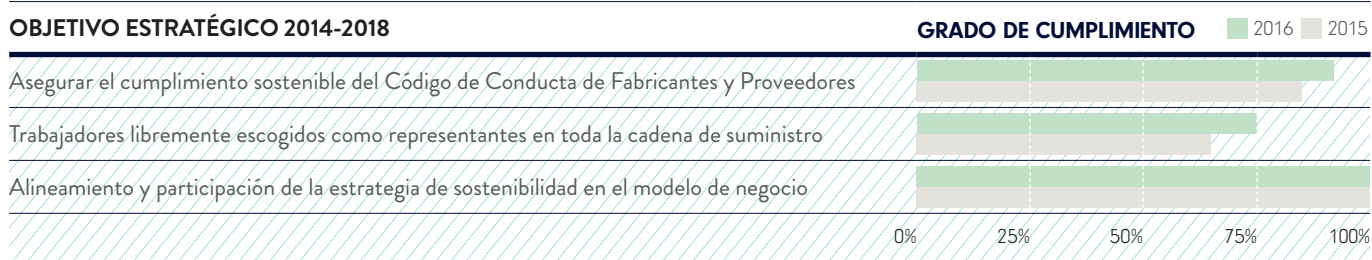 OBJETIVO ESTRATÉGICO 2014-2018 GRADO DE CUMPLIMIENTO 2016 2015
Asegurar el cumplimiento sostenible del Código de Conducta de Fabricantes y Proveedores
Trabajadores libremente escogidos como representantes en toda la cadena de suministro
Alineamiento y participación de la estrategia de sostenibilidad en el modelo de negocio
0% 25% 50% 75% 100%